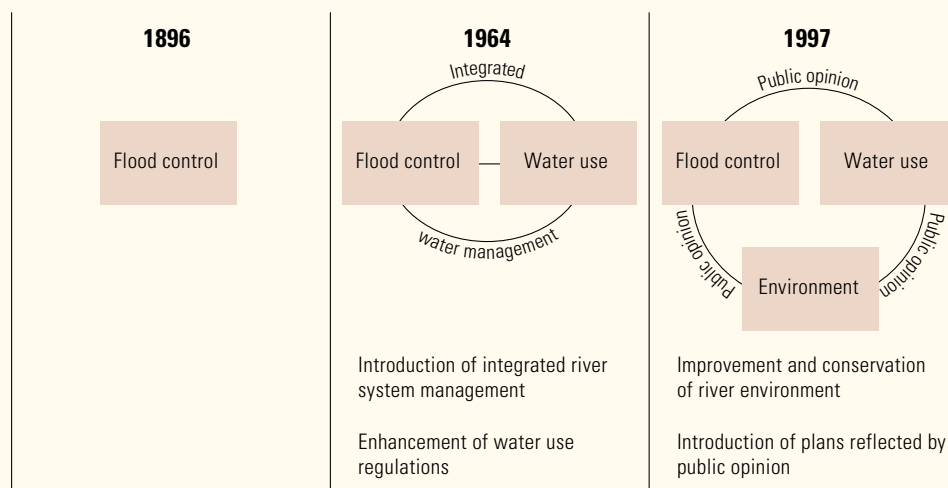 1896
Flood control
1964
Integrated
Flood control
Water use
water management
Introduction of integrated river
system management
Enhancement of water use
regulations
1997
Public opinion
Flood control
Water use
Public opinion
Public opinion
Environment
Improvement and conservation
of river environment
Introduction of plans reflected by
public opinion